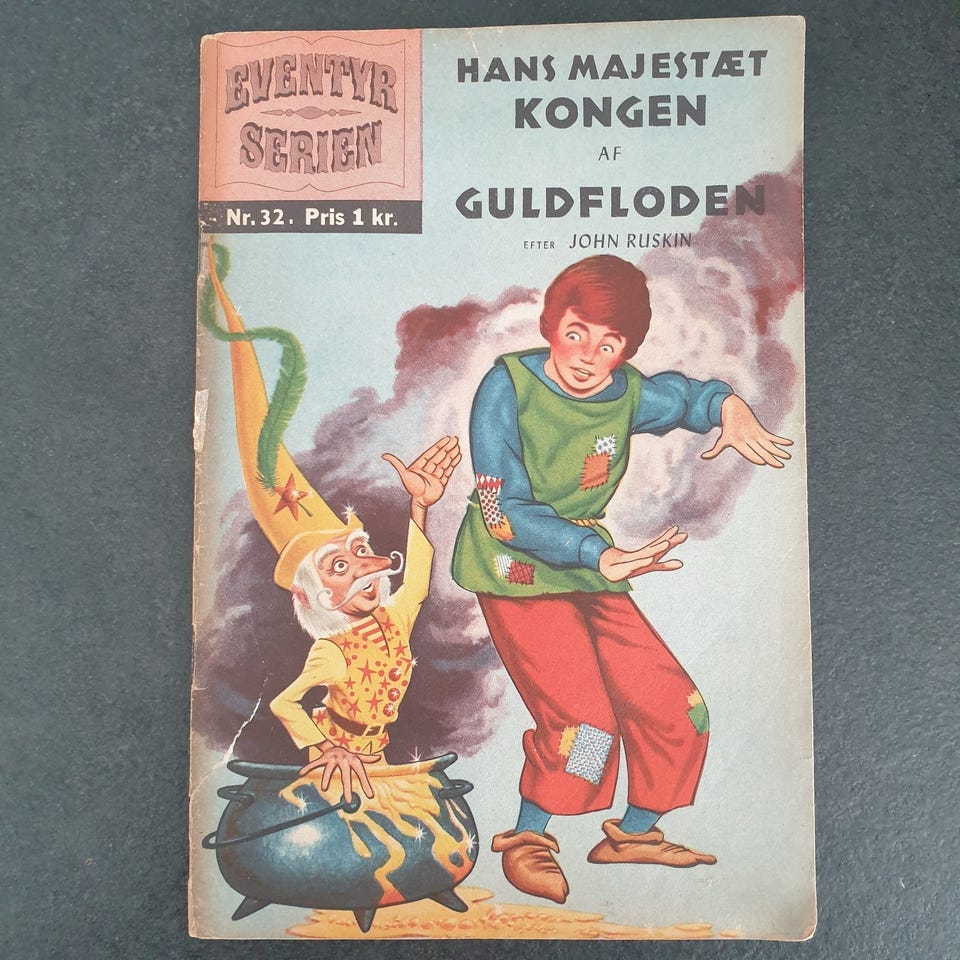 EVENTYR
SERIEN
Nr. 32. Pris 1 kr.
HANS MAJESTÆT
KONGEN
AF
GULDFLODEN
EFTER JOHN RUSKIN